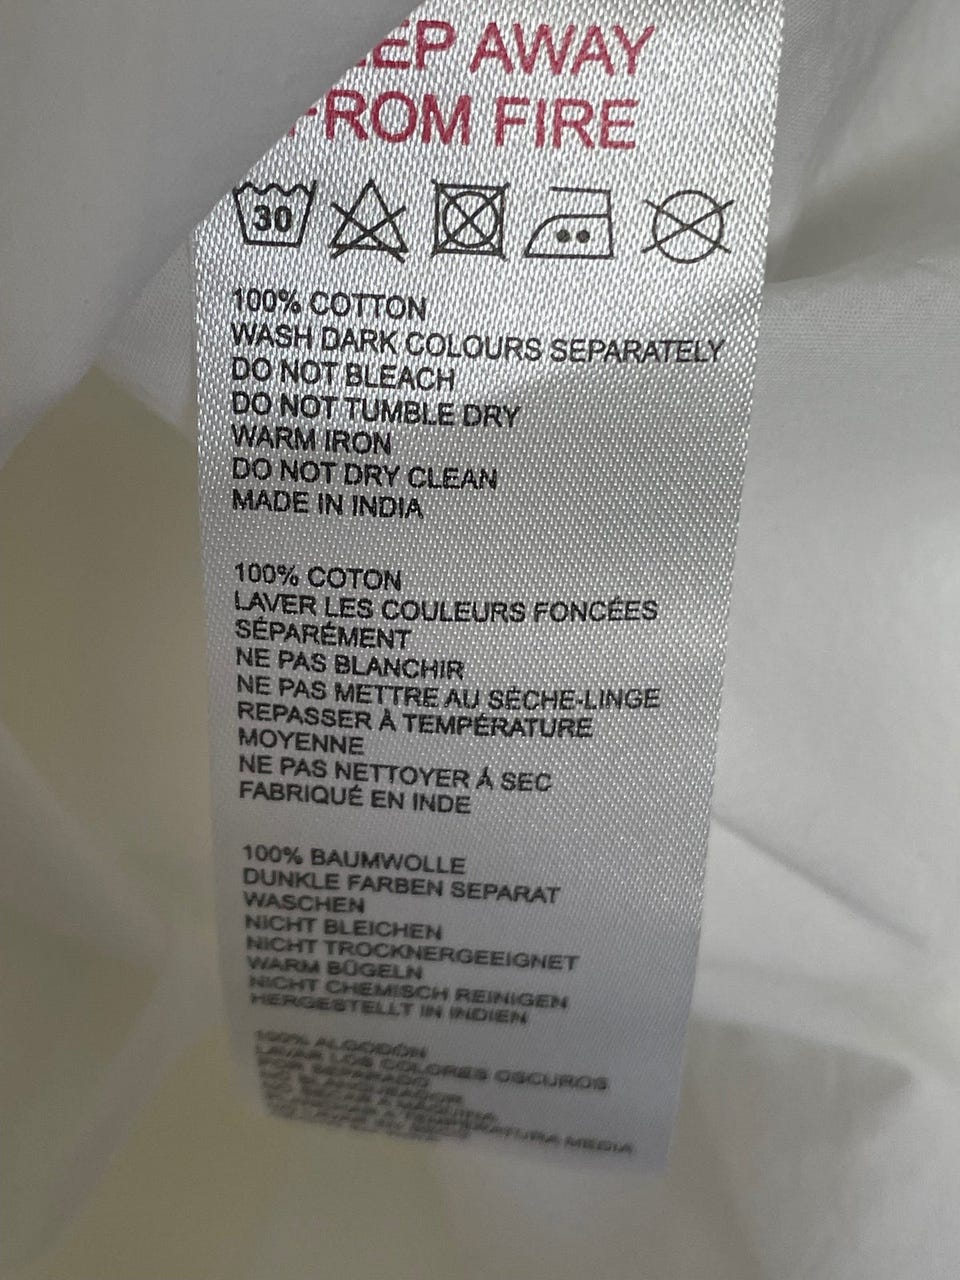 EP AWAY
FROM FIRE
30
100% COTTON
WASH DARK COLOURS SEPARATELY
DO NOT BLEACH
DO NOT TUMBLE DRY
WARM IRON
DO NOT DRY CLEAN
MADE IN INDIA
100% COTON
LAVER LES COULEURS FONCÉES
SÉPARÉMENT
NE PAS BLANCHIR
NE PAS METTRE AU SÈCHE-LINGE
REPASSER À TEMPÉRATURE
MOYENNE
NE PAS NETTOYER Á SEC
FABRIQUÉ EN INDE
100% BAUMWOLLE
DUNKLE FARBEN SEPARAT
WASCHEN
NICHT BLEICHEN
NICHT TROCKNERGEEIGNET
WARM BÜGELN
NICHT CHEMISCH REINIGEN
HERGESTELLT IN INDIEN
100% ALGODÓN
LAVAR LOS COLORES OSCUROS
POR SEPARADO
A TEMPERATURA MEDIA